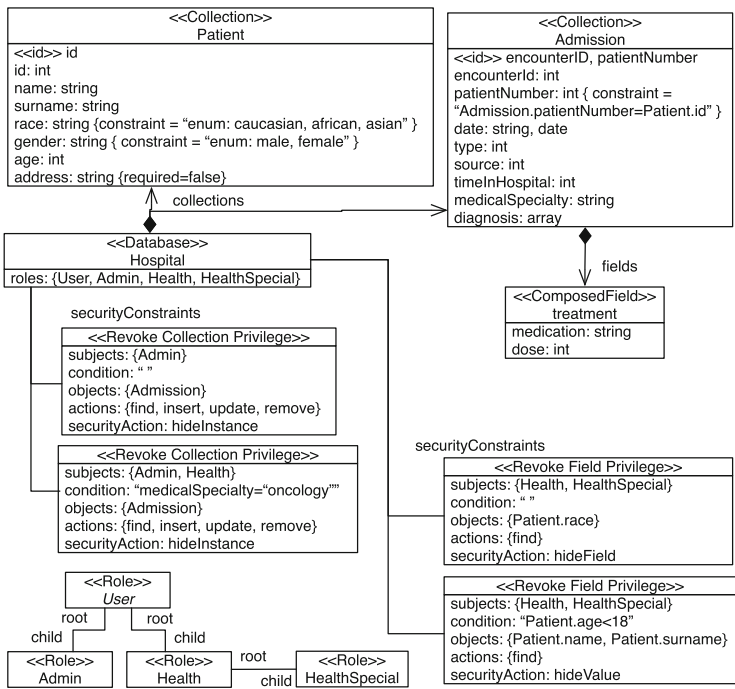 <<Collection>>
Patient
<<id>> id
id: int
name: string
surname: string
race: string {constraint = “enum: caucasian, african, asian” }
gender: string { constraint = “enum: male, female” }
age: int
address: string {required=false}
<<Collection>>
Admission
<<id>> encounterID, patientNumber
encounterId: int
patientNumber: int { constraint =
“Admission.patientNumber=Patient.id” }
date: string, date
type: int
source: int
timeInHospital: int
medicalSpecialty: string
diagnosis: array
collections
<<Database>>
Hospital
roles: {User, Admin, Health, HealthSpecial}
fields
<<ComposedField>>
treatment
medication: string
dose: int
securityConstraints
<<Revoke Collection Privilege>>
subjects: {Admin}
condition: “ ”
objects: {Admission}
actions: {find, insert, update, remove}
securityAction: hideInstance
<<Revoke Collection Privilege>>
subjects: {Admin, Health}
condition: “medicalSpecialty=“oncology””
objects: {Admission}
actions: {find, insert, update, remove}
securityAction: hideInstance
securityConstraints
<<Revoke Field Privilege>>
subjects: {Health, HealthSpecial}
condition: “ ”
objects: {Patient.race}
actions: {find}
securityAction: hideField
<<Revoke Field Privilege>>
subjects: {Health, HealthSpecial}
condition: “Patient.age<18”
objects: {Patient.name, Patient.surname}
actions: {find}
securityAction: hideValue
<<Role>>
User
root
root
child
child
<<Role>>
Admin
<<Role>>
Health
root
child
<<Role>>
HealthSpecial